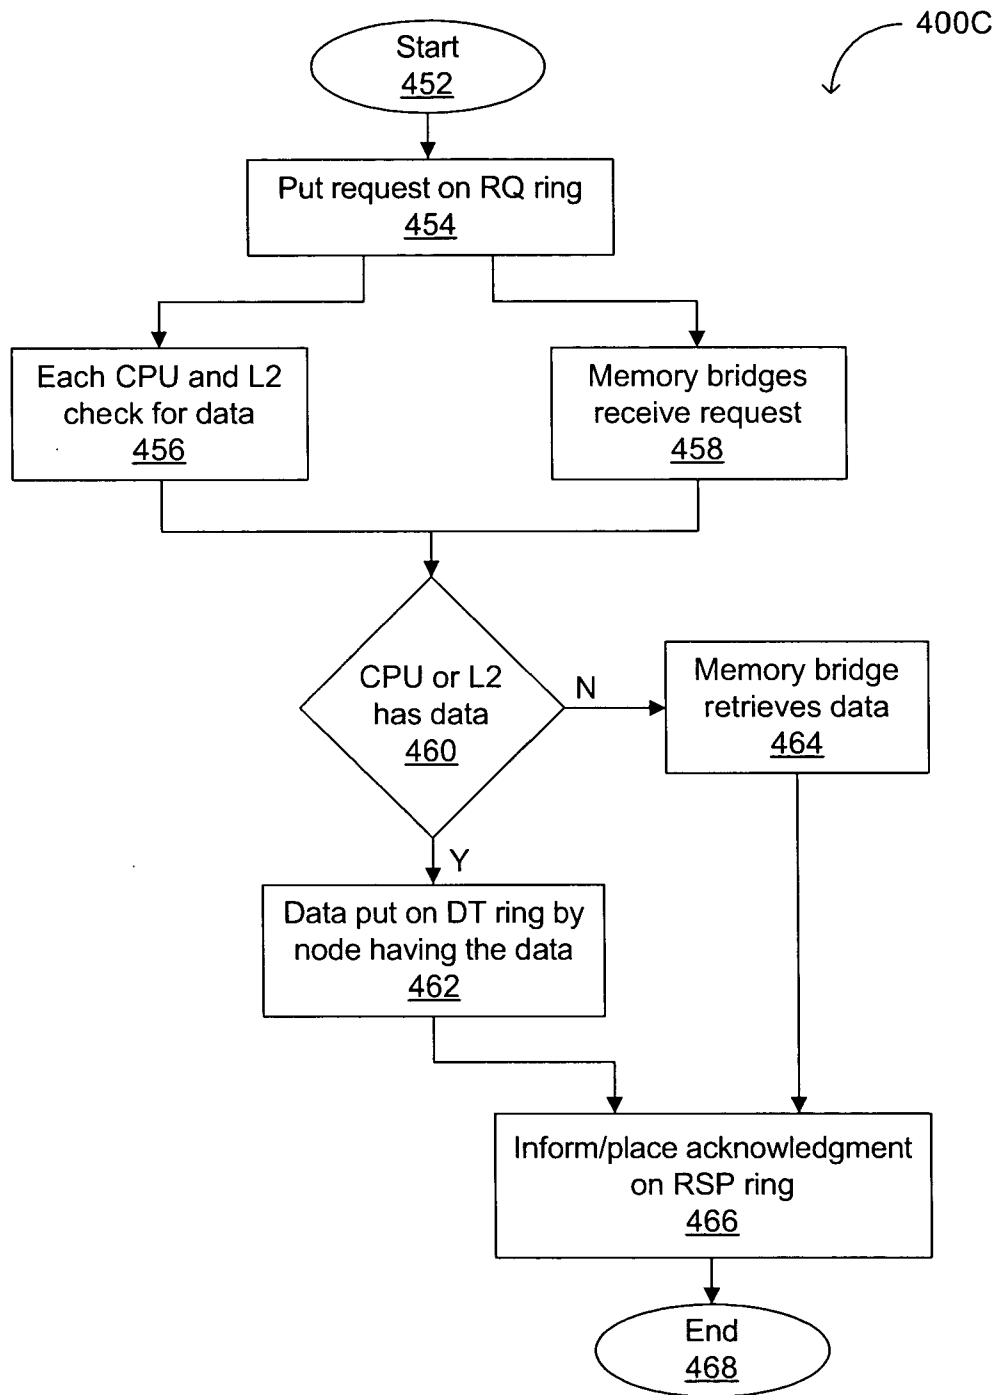 400C
Start
452
Put request on RQ ring
454
Each CPU and L2
check for data
456
Memory bridges
receive request
458
CPU or L2
has data
460
N
Memory bridge
retrieves data
464
Y
Data put on DT ring by
node having the data
462
Inform/place acknowledgment
on RSP ring
466
End
468